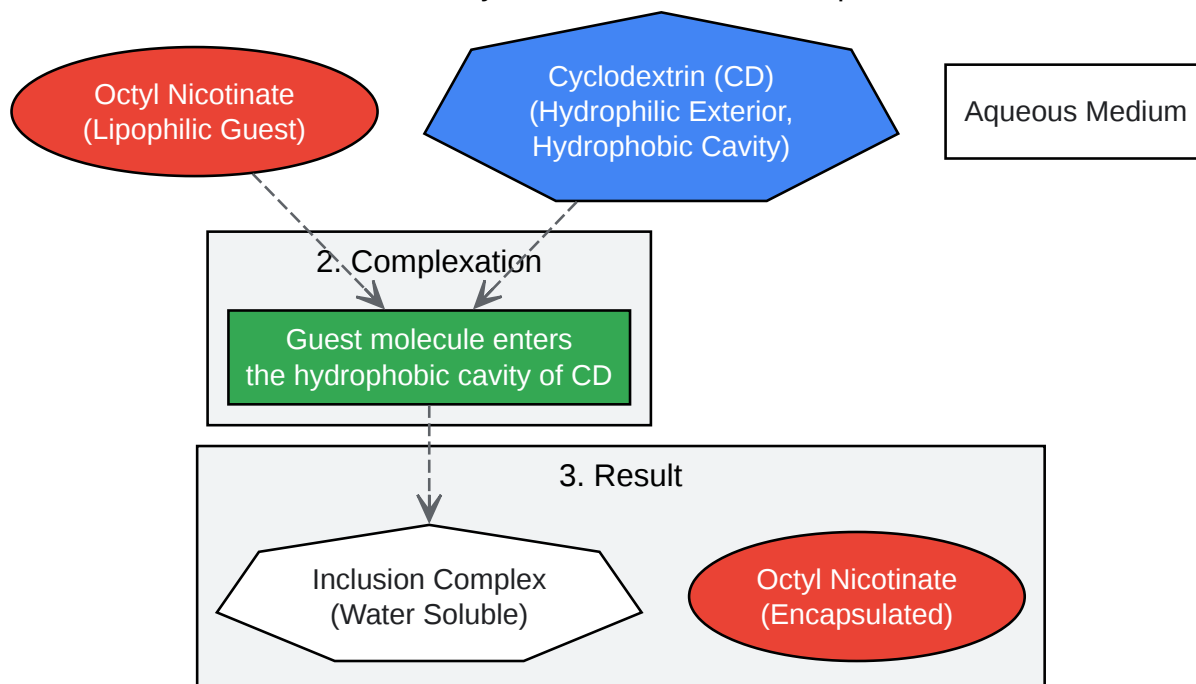 Octyl Nicotinate
(Lipophilic Guest)
Cyclodextrin (CD)
(Hydrophilic Exterior,
Hydrophobic Cavity)
Aqueous Medium
2. Complexation
Guest molecule enters
the hydrophobic cavity of CD
3. Result
Inclusion Complex
(Water Soluble)
Octyl Nicotinate
(Encapsulated)